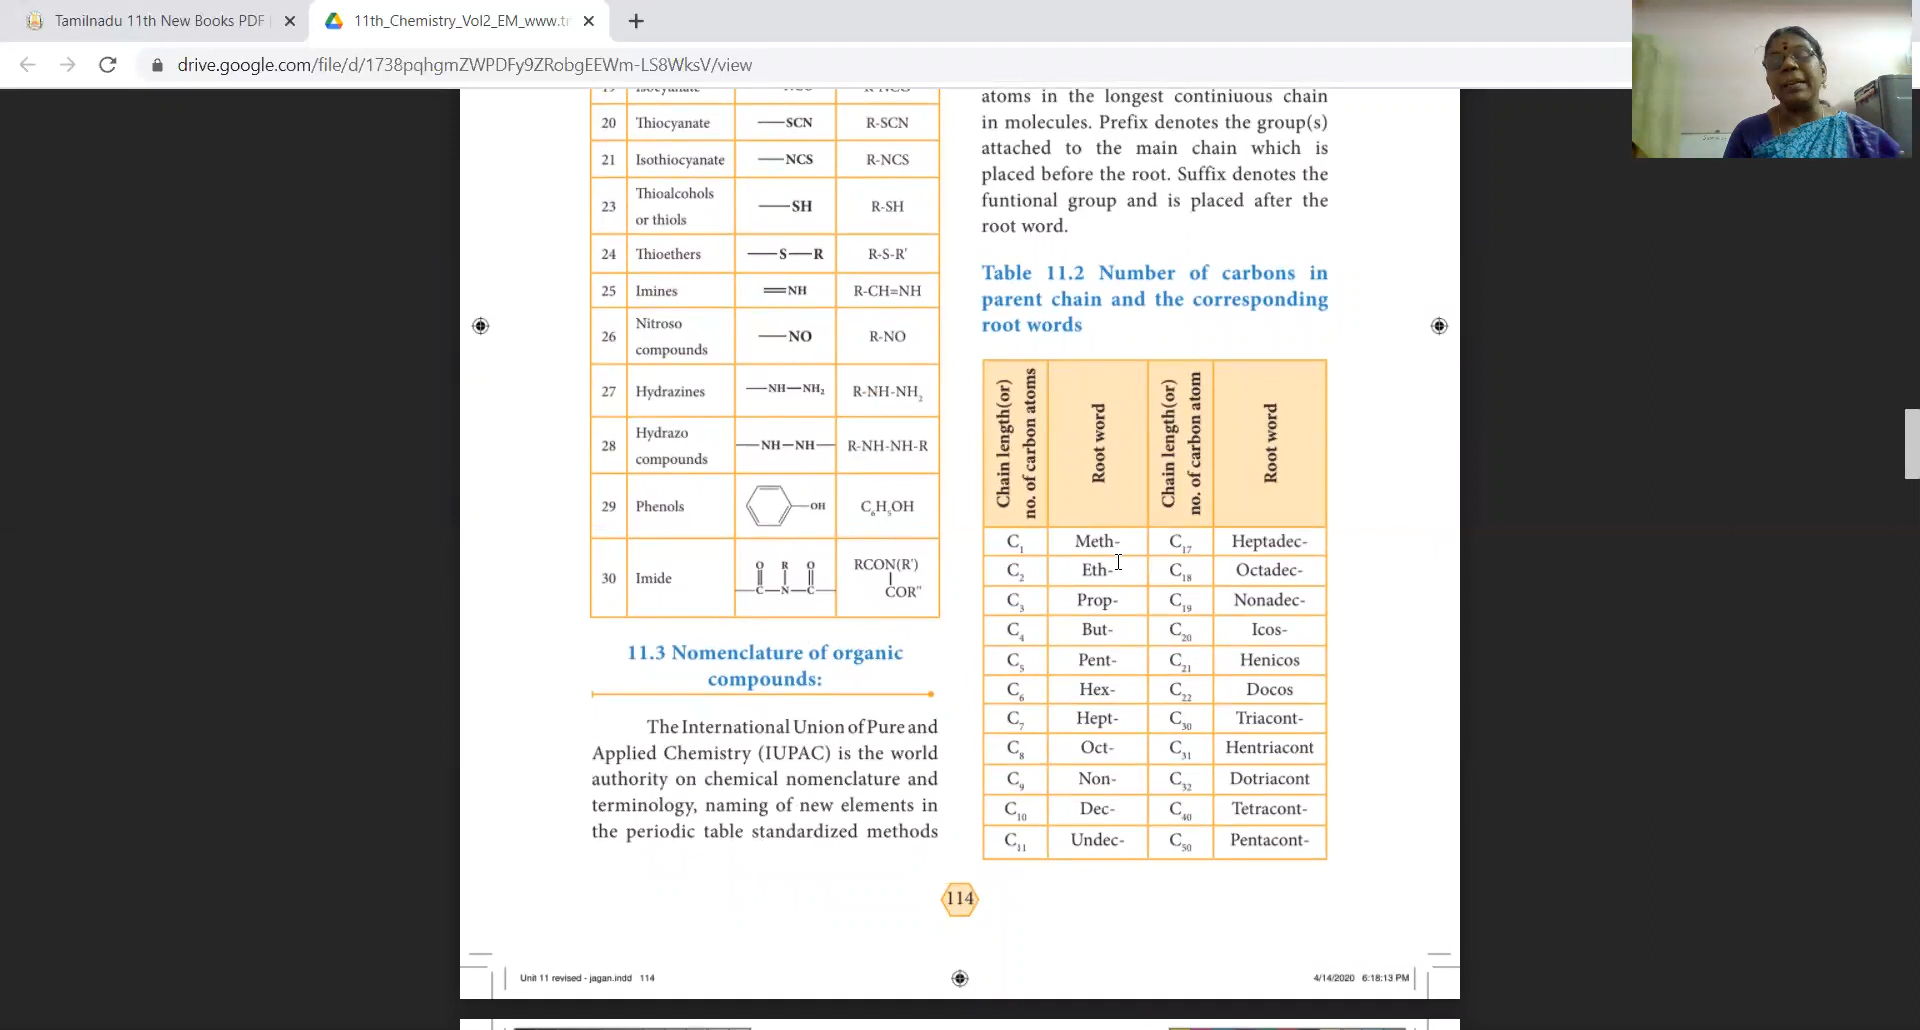 Tamilnadu 11th New Books PDF
11th_Chemistry_Vol2_EM_www.tr
drive.google.com/file/d/1738pqhgmZWPDFy9ZRobgEEWm-LS8WksV/view
19 Isocyanate —NCO R-NCO
20 Thiocyanate —SCN R-SCN
21 Isothiocyanate —NCS R-NCS
23 Thioalcohols or thiols —SH R-SH
24 Thioethers —S—R R-S-R'
25 Imines =NH R-CH=NH
26 Nitroso compounds —NO R-NO
27 Hydrazines —NH—NH₂ R-NH-NH₂
28 Hydrazo compounds —NH—NH— R-NH-NH-R
29 Phenols OH C₆H₅OH
30 Imide O R O
—C—N—C— RCON(R')
COR"
11.3 Nomenclature of organic
compounds:
The International Union of Pure and
Applied Chemistry (IUPAC) is the world
authority on chemical nomenclature and
terminology, naming of new elements in
the periodic table standardized methods
atoms in the longest continiuous chain
in molecules. Prefix denotes the group(s)
attached to the main chain which is
placed before the root. Suffix denotes the
funtional group and is placed after the
root word.
Table 11.2 Number of carbons in
parent chain and the corresponding
root words
Chain length(or) no. of carbon atoms Root word Chain length(or) no. of carbon atom Root word
C₁ Meth- C₁₇ Heptadec-
C₂ Eth- C₁₈ Octadec-
C₃ Prop- C₁₉ Nonadec-
C₄ But- C₂₀ Icos-
C₅ Pent- C₂₁ Henicos
C₆ Hex- C₂₂ Docos
C₇ Hept- C₃₀ Triacont-
C₈ Oct- C₃₁ Hentriacont
C₉ Non- C₃₂ Dotriacont
C₁₀ Dec- C₄₀ Tetracont-
C₁₁ Undec- C₅₀ Pentacont-
114
Unit 11 revised - jagan.indd 114
4/14/2020 6:18:13 PM